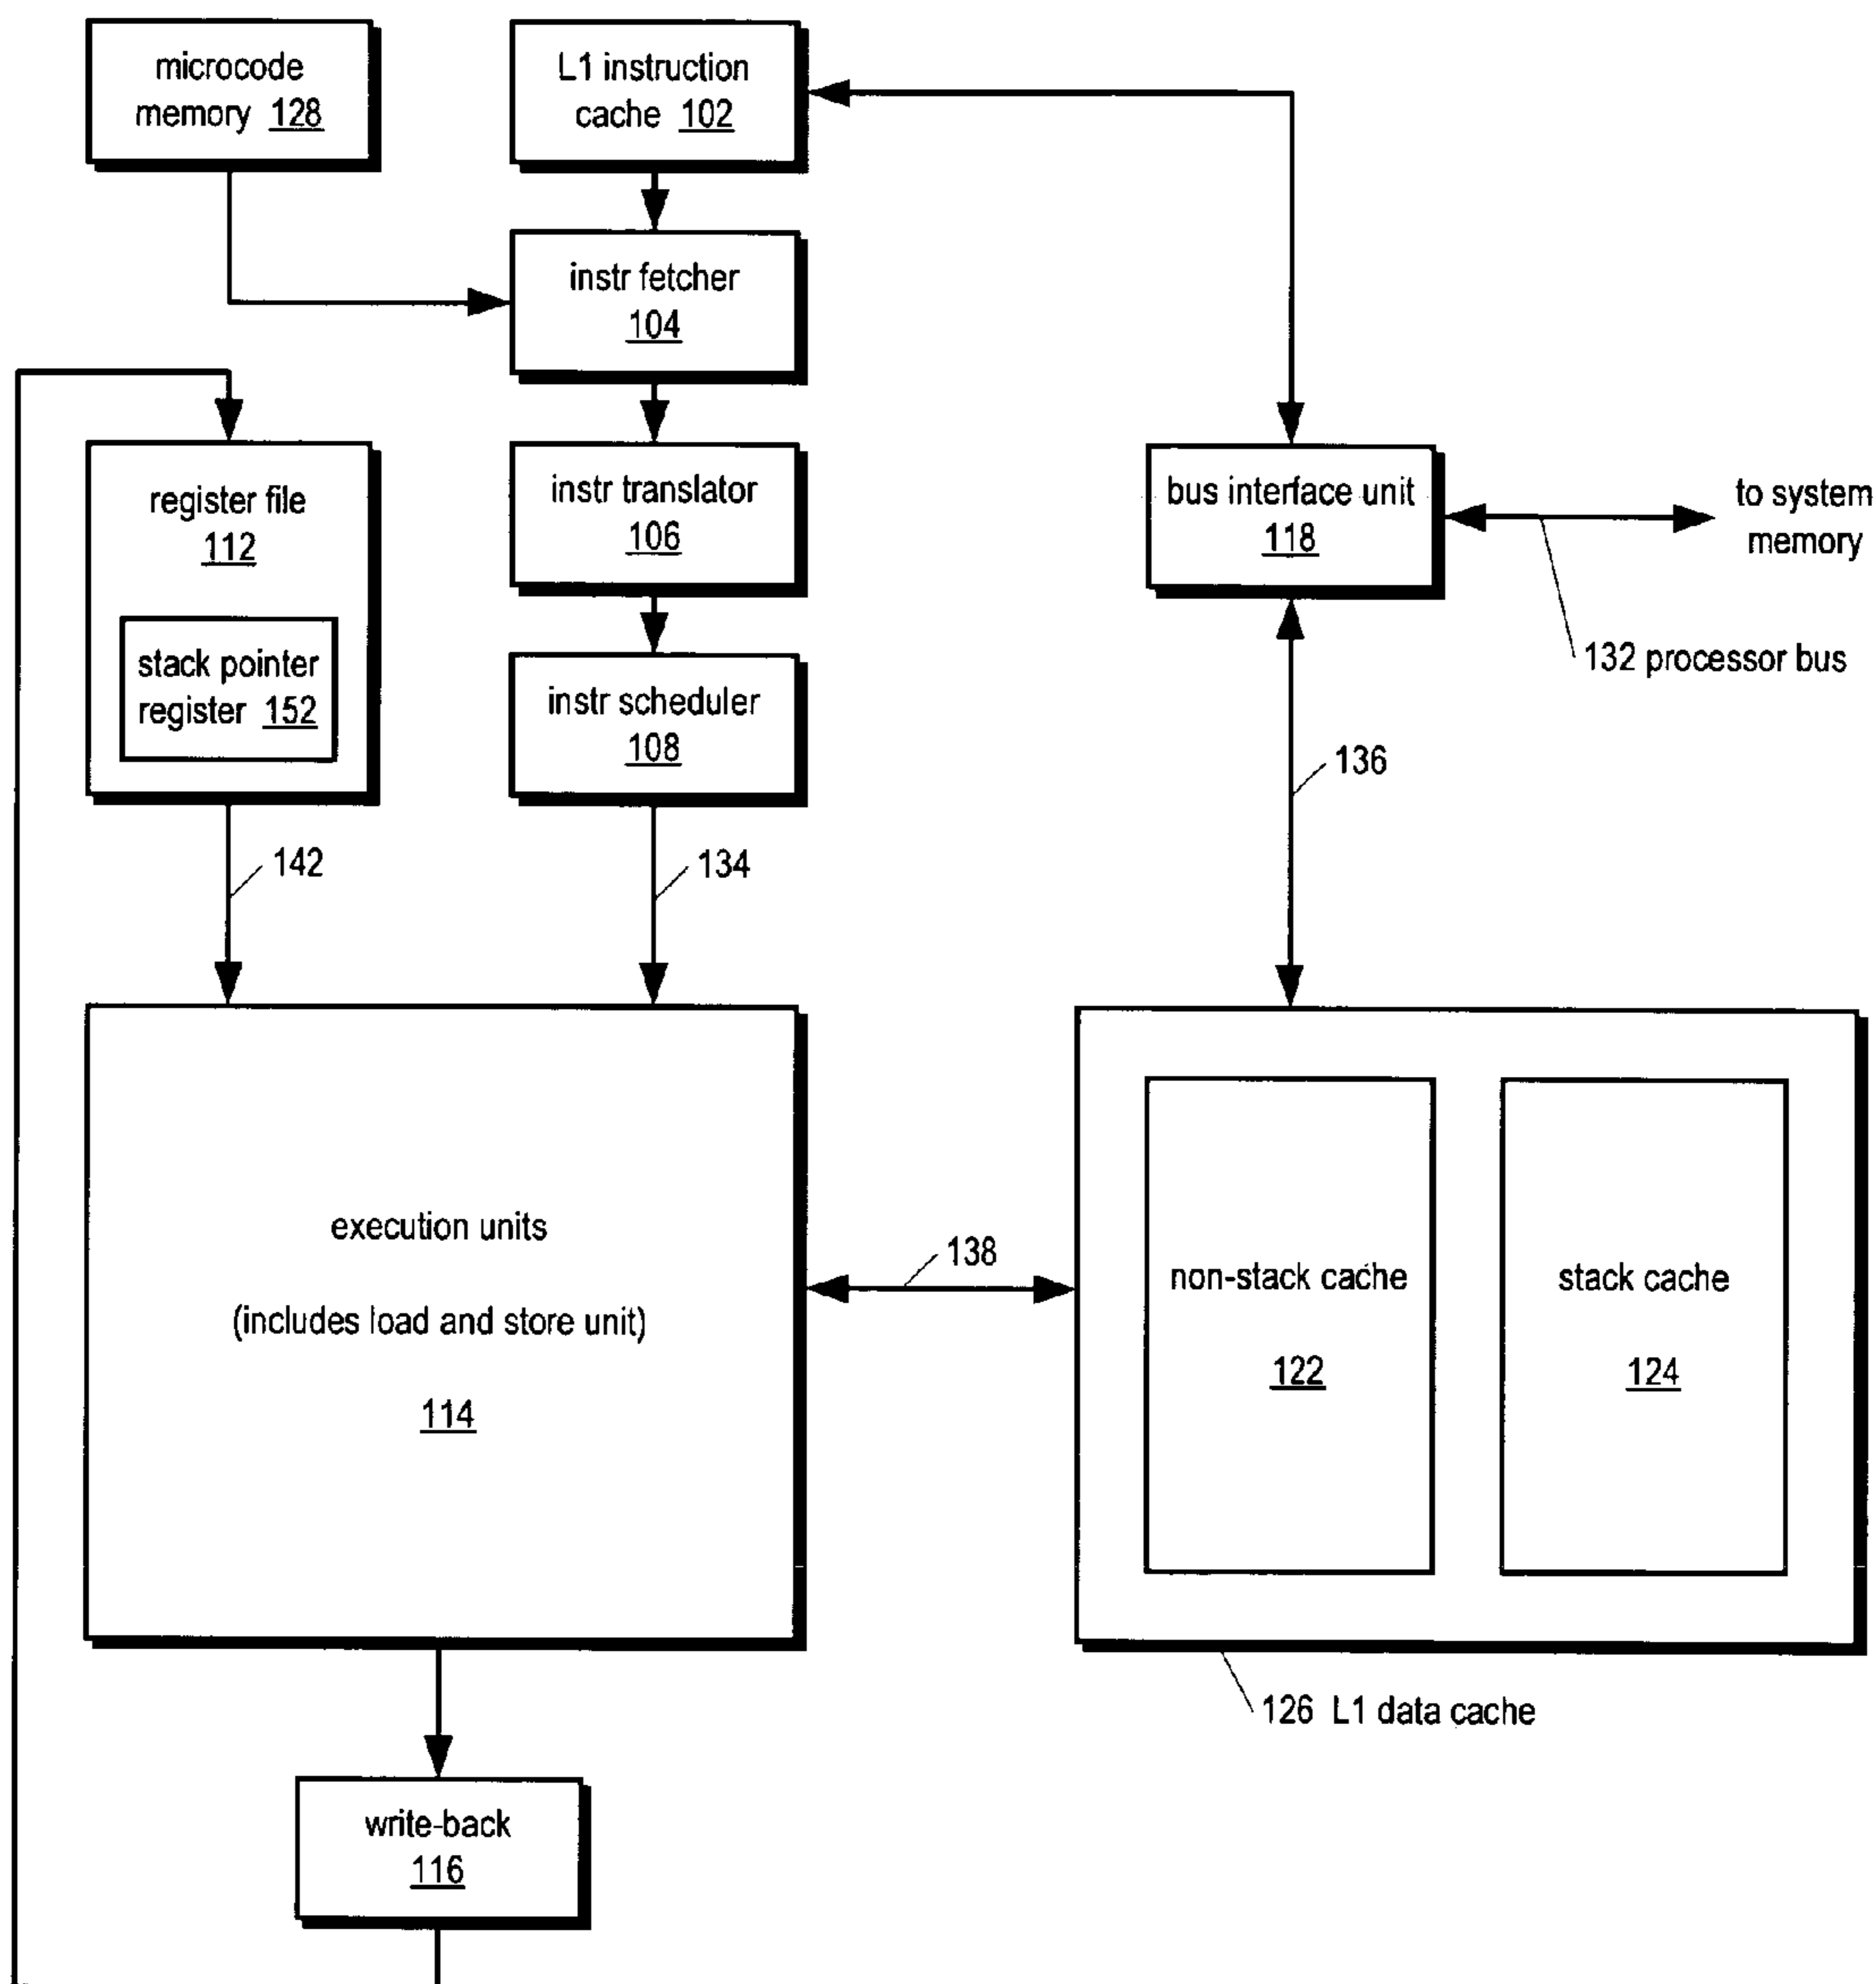 microcode
memory 128
L1 instruction
cache 102
instr fetcher
104
register file
112
stack pointer
register 152
instr translator
106
bus interface unit
118
to system
memory
132 processor bus
instr scheduler
108
136
142
134
execution units
(includes load and store unit)
114
138
non-stack cache
122
stack cache
124
126 L1 data cache
write-back
116